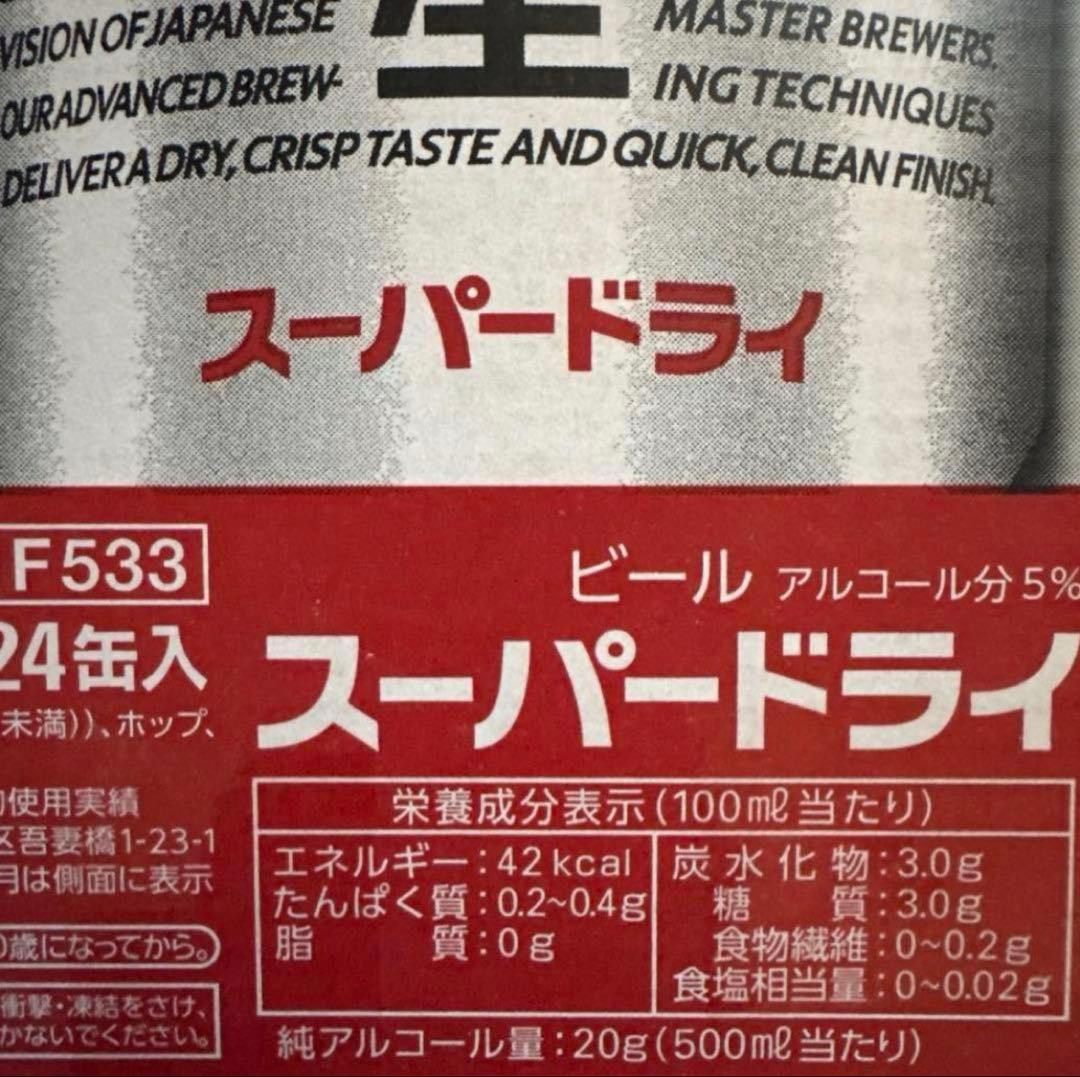 VISION OF JAPANESE 生 MASTER BREWERS.
OUR ADVANCED BREW- ING TECHNIQUES
DELIVER A DRY, CRISP TASTE AND QUICK, CLEAN FINISH.
スーパードライ
F533
ビール アルコール分5%
24缶入
スーパードライ
未満))、ホップ、
使用実績
区吾妻橋1-23-1
月は側面に表示
0歳になってから。
衝撃・凍結をさけ、
かないでください。
栄養成分表示(100㎖当たり)
エネルギー:42kcal
たんぱく質:0.2~0.4g
脂質:0g
炭水化物:3.0g
糖質:3.0g
食物繊維:0~0.2g
食塩相当量:0~0.02g
純アルコール量:20g(500㎖当たり)